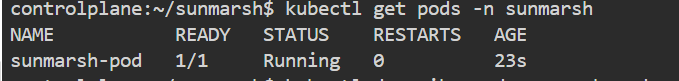 controlplane:~/sunmarsh$ kubectl get pods -n sunmarsh
NAME READY STATUS RESTARTS AGE
sunmarsh-pod 1/1 Running 0 23s